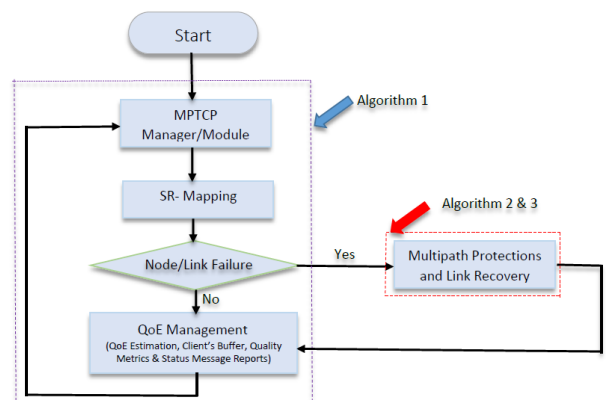 Start
Algorithm 1
MPTCP
Manager/Module
SR- Mapping
Algorithm 2 & 3
Node/Link Failure
Yes
Multipath Protections
and Link Recovery
No
QoE Management
(QoE Estimation, Client's Buffer, Quality
Metrics & Status Message Reports)